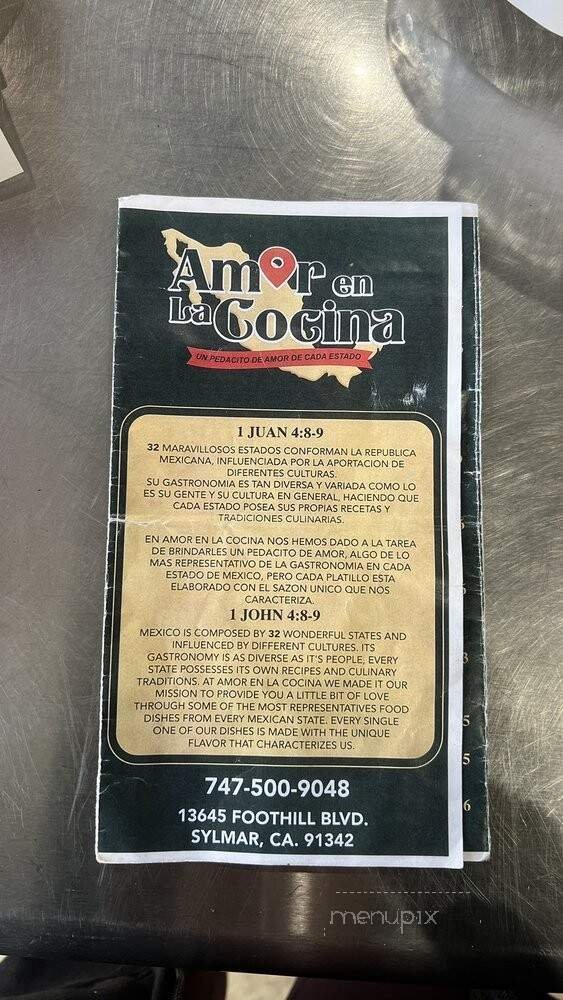 Amor en
La Cocina
UN PEDACITO DE AMOR DE CADA ESTADO
1 JUAN 4:8-9
32 MARAVILLOSOS ESTADOS CONFORMAN LA REPUBLICA
MEXICANA, INFLUENCIADA POR LA APORTACION DE
DIFERENTES CULTURAS.
SU GASTRONOMIA ES TAN DIVERSA Y VARIADA COMO LO
ES SU GENTE Y SU CULTURA EN GENERAL, HACIENDO QUE
CADA ESTADO POSEA SUS PROPIAS RECETAS Y
TRADICIONES CULINARIAS.
EN AMOR EN LA COCINA NOS HEMOS DADO A LA TAREA
DE BRINDARLES UN PEDACITO DE AMOR, ALGO DE LO
MAS REPRESENTATIVO DE LA GASTRONOMIA EN CADA
ESTADO DE MEXICO, PERO CADA PLATILLO ESTA
ELABORADO CON EL SAZON UNICO QUE NOS
CARACTERIZA.
1 JOHN 4:8-9
MEXICO IS COMPOSED BY 32 WONDERFUL STATES AND
INFLUENCED BY DIFFERENT CULTURES. ITS
GASTRONOMY IS AS DIVERSE AS IT'S PEOPLE, EVERY
STATE POSSESSES ITS OWN RECIPES AND CULINARY
TRADITIONS. AT AMOR EN LA COCINA WE MADE IT OUR
MISSION TO PROVIDE YOU A LITTLE BIT OF LOVE
THROUGH SOME OF THE MOST REPRESENTATIVES FOOD
DISHES FROM EVERY MEXICAN STATE. EVERY SINGLE
ONE OF OUR DISHES IS MADE WITH THE UNIQUE
FLAVOR THAT CHARACTERIZES US.
747-500-9048
13645 FOOTHILL BLVD.
SYLMAR, CA. 91342
menupix